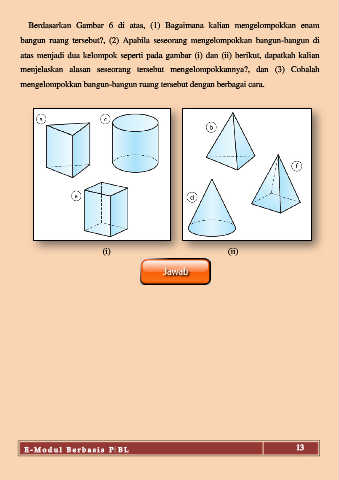 Berdasarkan Gambar 6 di atas, (1) Bagaimana kalian mengelompokkan enam
bangun ruang tersebut?, (2) Apabila seseorang mengelompokkan bangun-bangun di
atas menjadi dua kelompok seperti pada gambar (i) dan (ii) berikut, dapatkah kalian
menjelaskan alasan seseorang tersebut mengelompokkannya?, dan (3) Cobalah
mengelompokkan bangun-bangun ruang tersebut dengan berbagai cara.
a c b
f
e d
(i) (ii)
Jawab
E-Modul Berbasis PjBL 13